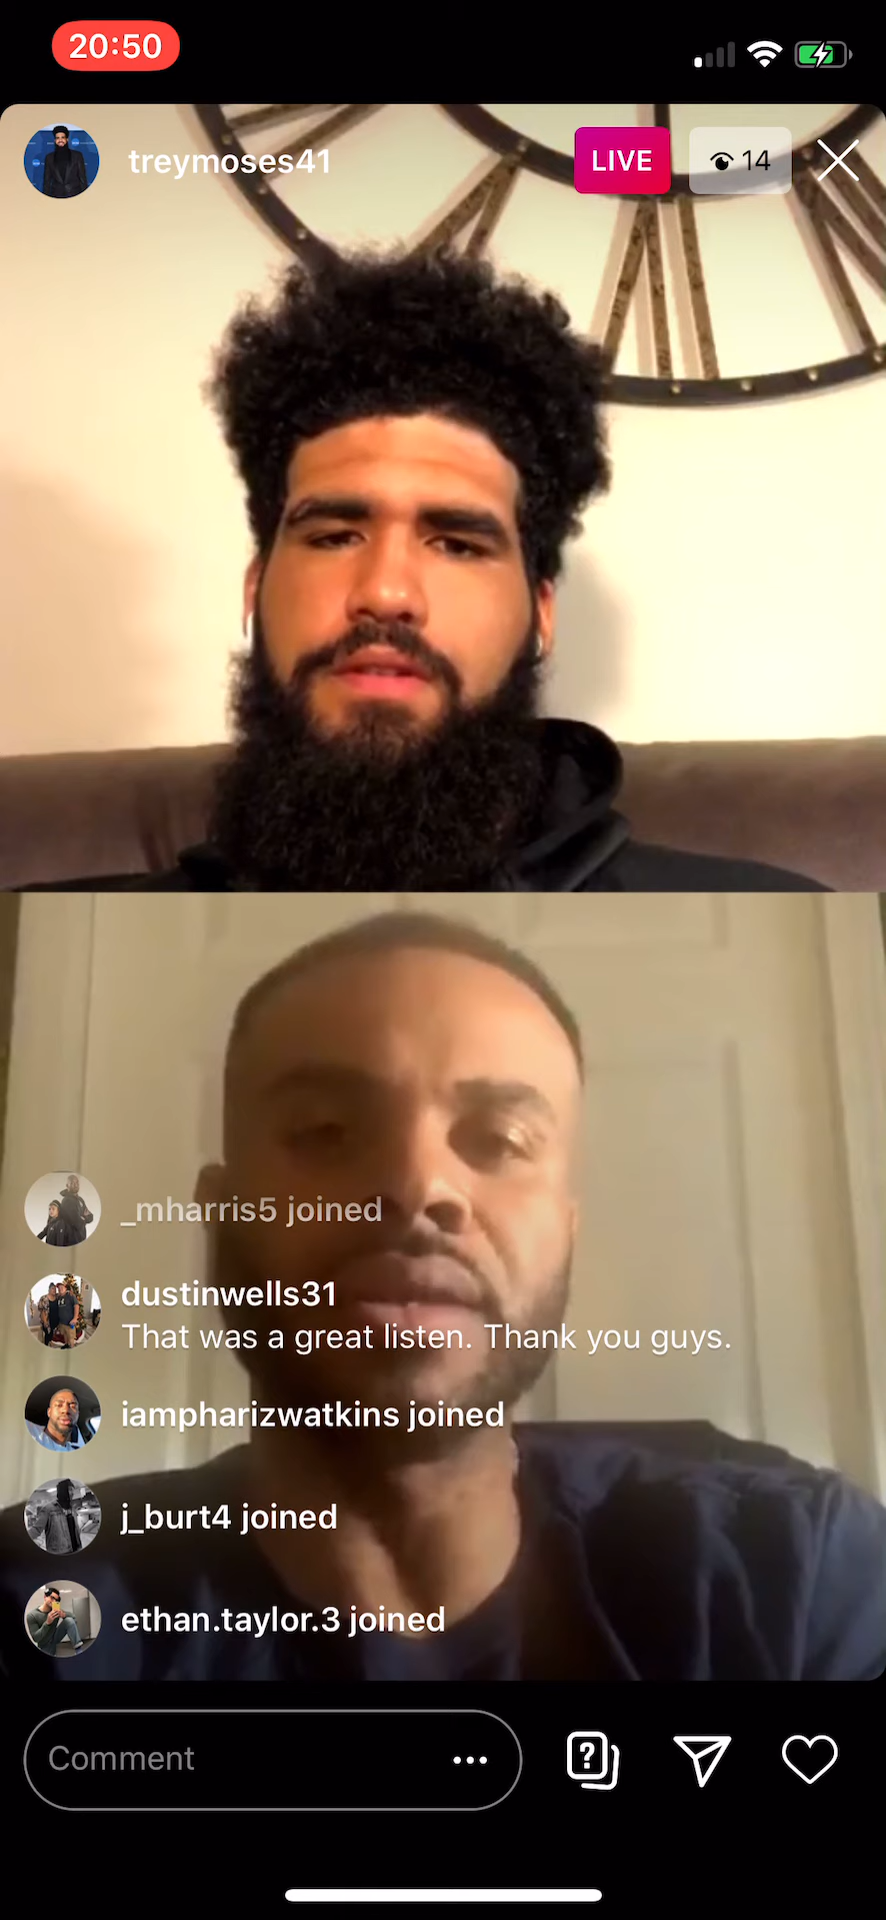 20:50
treymoses41
LIVE
14
_mharris5 joined
dustinwells31
That was a great listen. Thank you guys.
iampharizwatkins joined
j_burt4 joined
ethan.taylor.3 joined
Comment
?